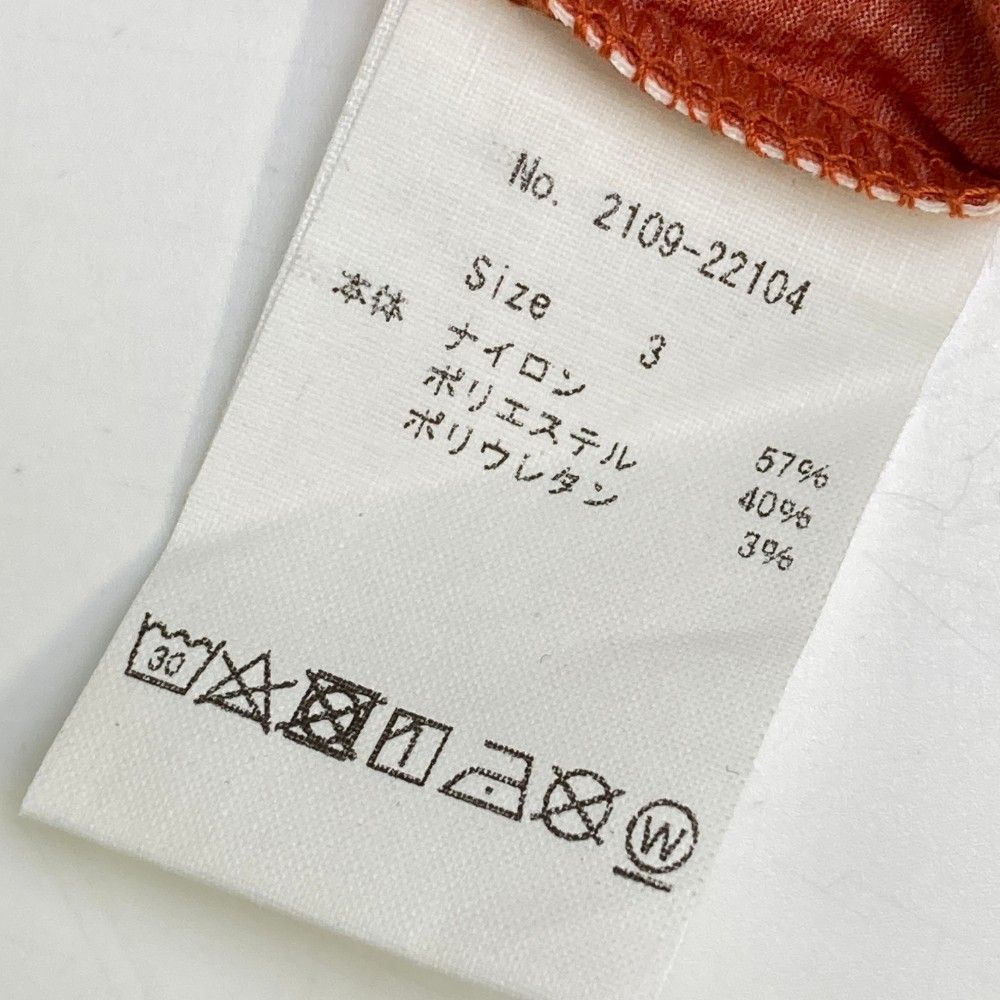 No. 2109-22104
Size 3
本体 ナイロン 57%
ポリエステル 40%
ポリウレタン 3%
30
W